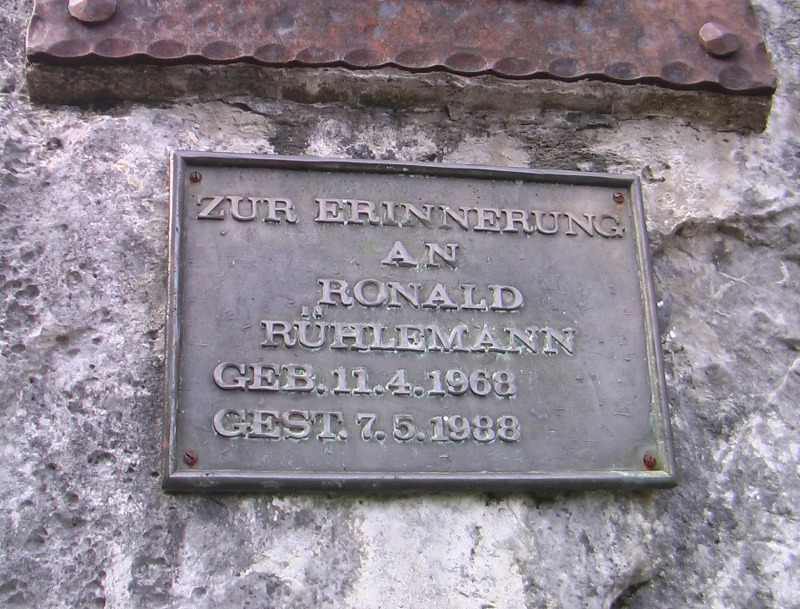 ZUR ERINNERUNG
AN
RONALD
RÜHLEMANN
GEB. 11.4.1968
GEST. 7.5.1988